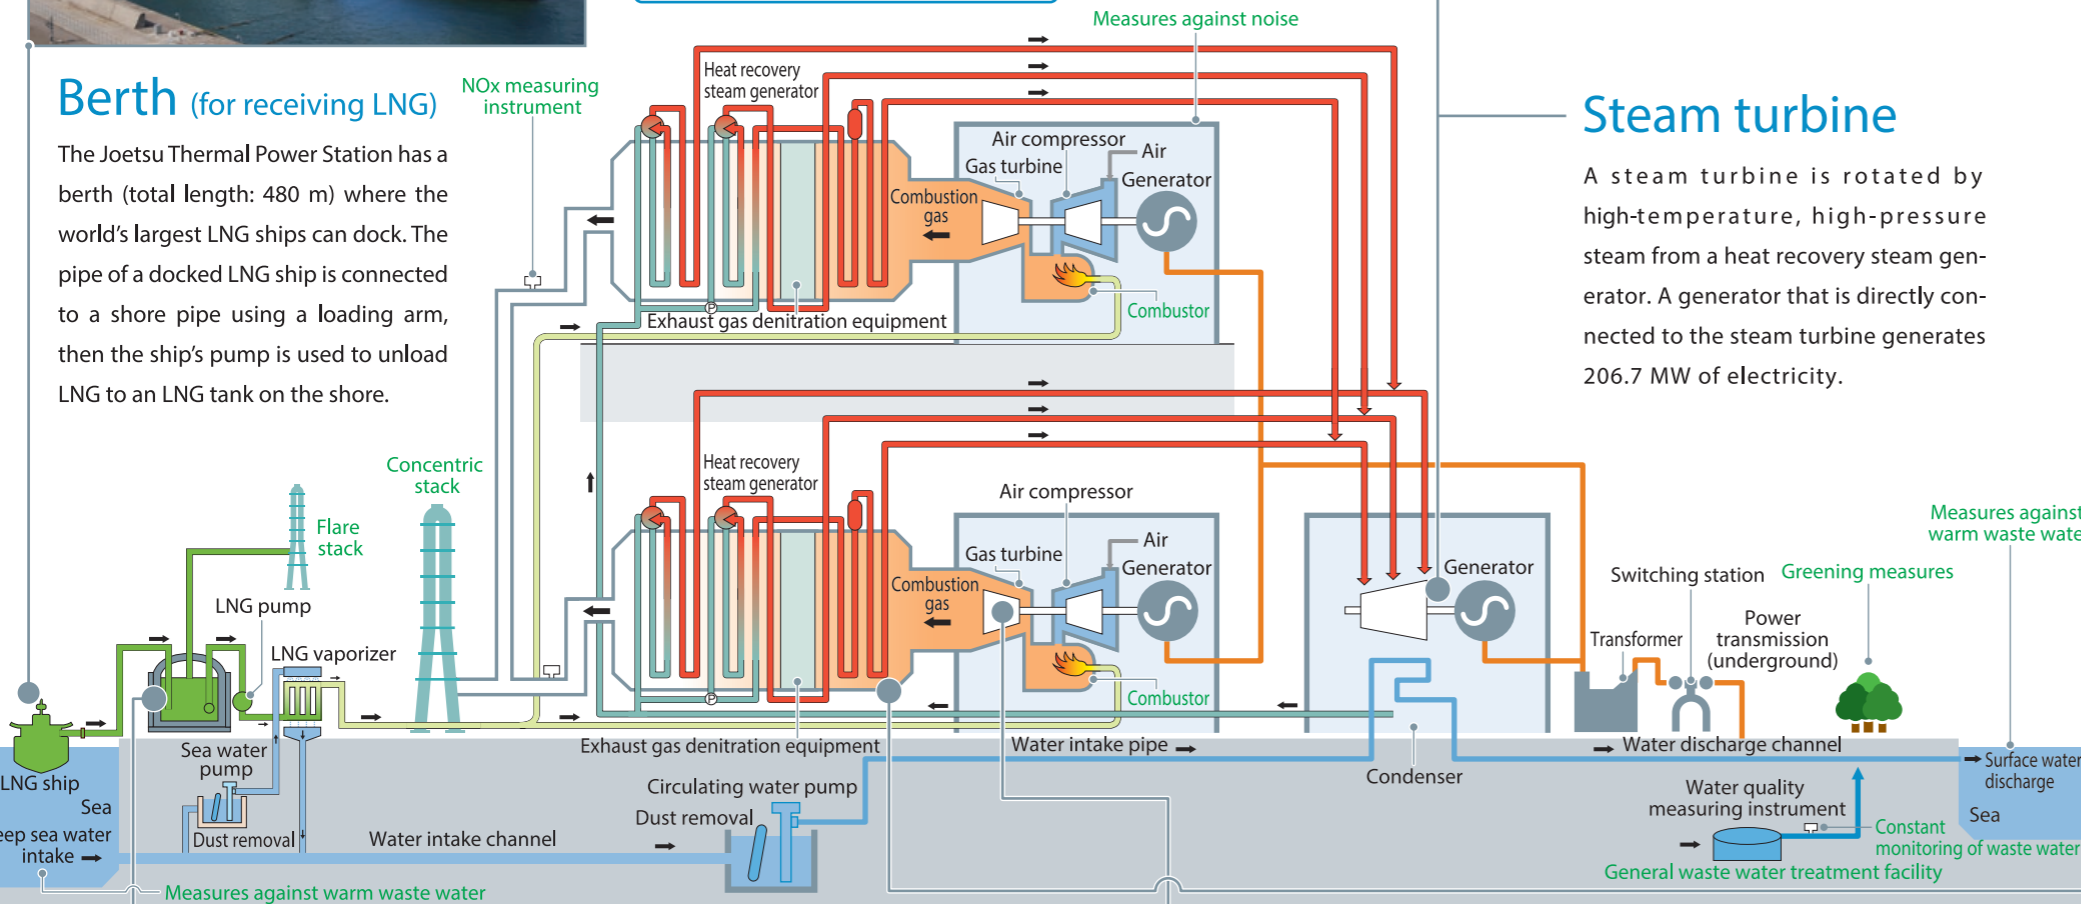 Measures against noise
Berth (for receiving LNG)
The Joetsu Thermal Power Station has a
berth (total length: 480 m) where the
world's largest LNG ships can dock. The
pipe of a docked LNG ship is connected
to a shore pipe using a loading arm,
then the ship's pump is used to unload
LNG to an LNG tank on the shore.
NOx measuring
instrument
Heat recovery
steam generator
Air compressor
Gas turbine
Air
Generator
Combustion
gas
Combustor
P
Exhaust gas denitration equipment
Steam turbine
A steam turbine is rotated by
high-temperature, high-pressure
steam from a heat recovery steam gen-
erator. A generator that is directly con-
nected to the steam turbine generates
206.7 MW of electricity.
Concentric
stack
Flare
stack
Heat recovery
steam generator
Air compressor
Gas turbine
Air
Generator
Combustion
gas
Combustor
P
Exhaust gas denitration equipment
Generator
Switching station
Greening measures
Measures against
warm waste wate
Transformer
Power
transmission
(underground)
LNG pump
LNG vaporizer
LNG ship
Sea
eep sea water
intake
Sea water
pump
Dust removal
Water intake channel
Measures against warm waste water
Circulating water pump
Dust removal
Water intake pipe
Condenser
Water discharge channel
Surface water
discharge
Sea
Water quality
measuring instrument
Constant
monitoring of waste water
General waste water treatment facility